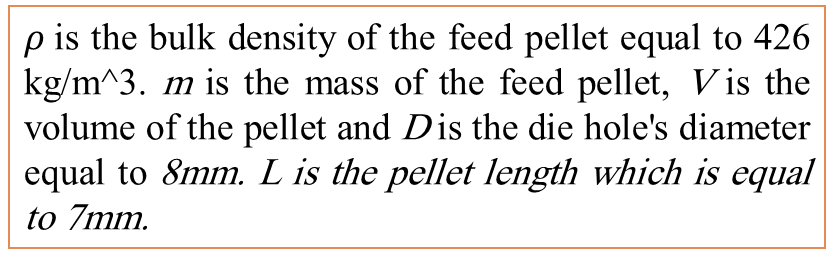 ρ is the bulk density of the feed pellet equal to 426
kg/m^3. m is the mass of the feed pellet, V is the
volume of the pellet and D is the die hole's diameter
equal to 8mm. L is the pellet length which is equal
to 7mm.